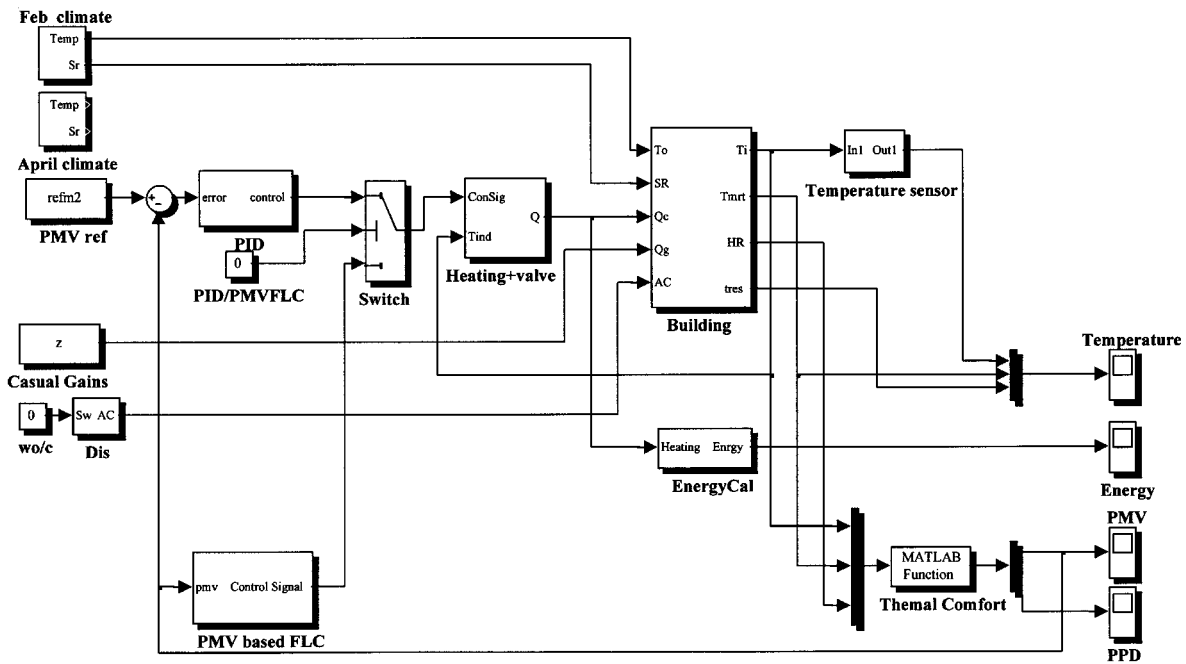 Feb climate
Temp
Sr
Temp
Sr
April climate
refm2
PMV ref
+
-
error control
PID
0
PID/PMVFLC
Switch
ConSig
Q
Tind
Heating+valve
To
Ti
SR
Tmrt
Qc
HR
Qg
tres
AC
Building
In1 Out1
Temperature sensor
z
Casual Gains
0
wo/c
Sw AC
Dis
Temperature
Heating Enrgy
EnergyCal
Energy
PMV
pmv Control Signal
PMV based FLC
MATLAB
Function
Themal Comfort
PPD